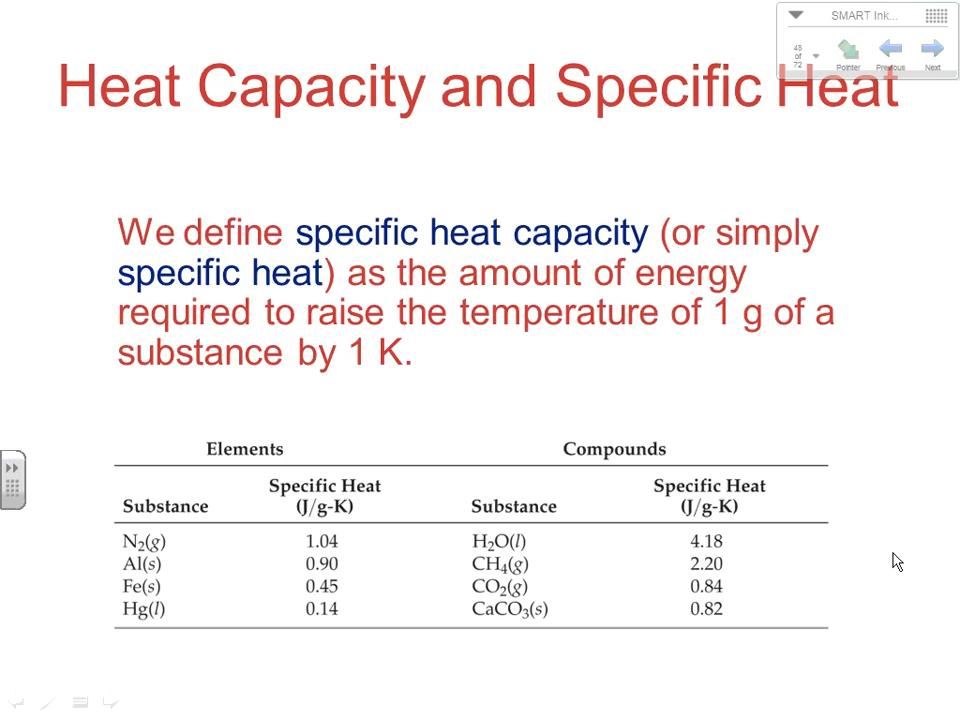 SMART Ink...
48
of
72
Pointer Previous Next
Heat Capacity and Specific Heat
We define specific heat capacity (or simply
specific heat) as the amount of energy
required to raise the temperature of 1 g of a
substance by 1 K.
Elements Compounds
Substance Specific Heat (J/g-K) Substance Specific Heat (J/g-K)
N₂(g) 1.04 H₂O(l) 4.18
Al(s) 0.90 CH₄(g) 2.20
Fe(s) 0.45 CO₂(g) 0.84
Hg(l) 0.14 CaCO₃(s) 0.82